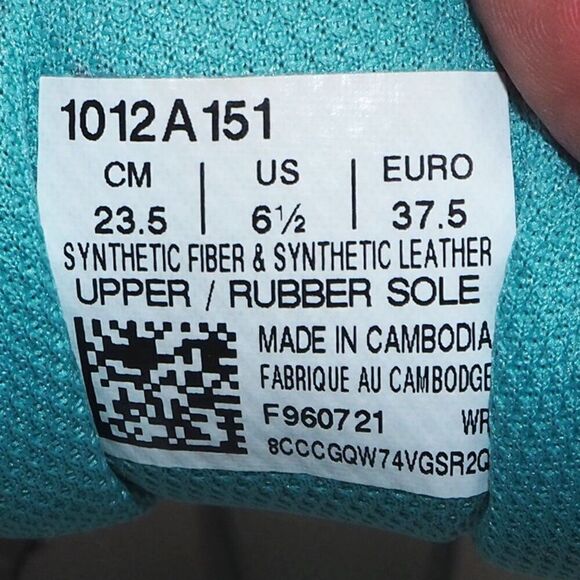 1012A151
CM | US | EURO
23.5 | 6½ | 37.5
SYNTHETIC FIBER & SYNTHETIC LEATHER
UPPER / RUBBER SOLE
MADE IN CAMBODIA
FABRIQUE AU CAMBODGE
F960721 WR
8CCCGQW74VGSR2Q